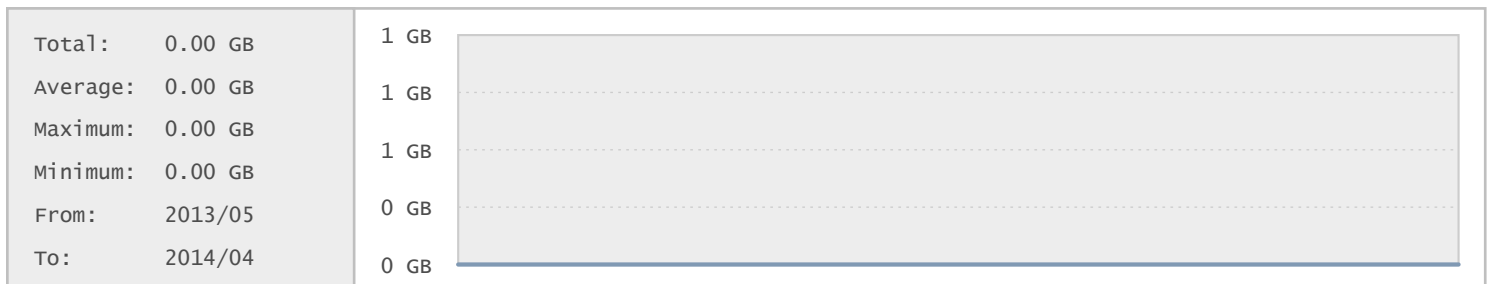 Total: 0.00 GB
Average: 0.00 GB
Maximum: 0.00 GB
Minimum: 0.00 GB
From: 2013/05
To: 2014/04
1 GB
1 GB
1 GB
0 GB
0 GB